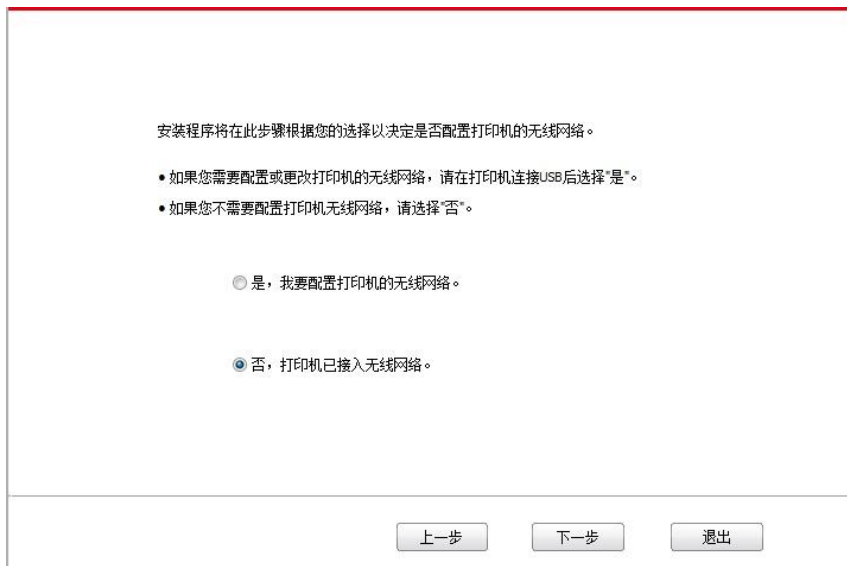 安装程序将在此步骤根据您的选择以决定是否配置打印机的无线网络。
• 如果您需要配置或更改打印机的无线网络，请在打印机连接USB后选择"是"。
• 如果您不需要配置打印机无线网络，请选择"否"。
是，我要配置打印机的无线网络。
否，打印机已接入无线网络。
上一步 下一步 退出